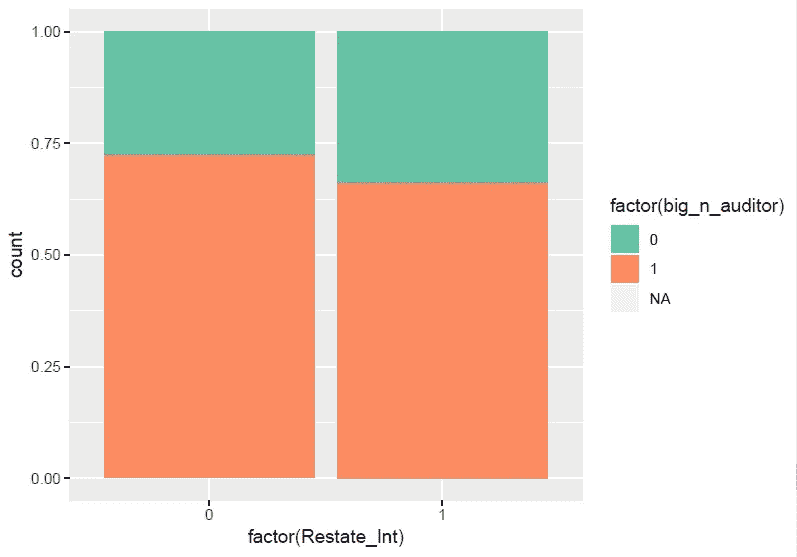 1.00
0.75
0.50
0.25
0.00
count
0
1
factor(Restate_Int)
factor(big_n_auditor)
0
1
NA